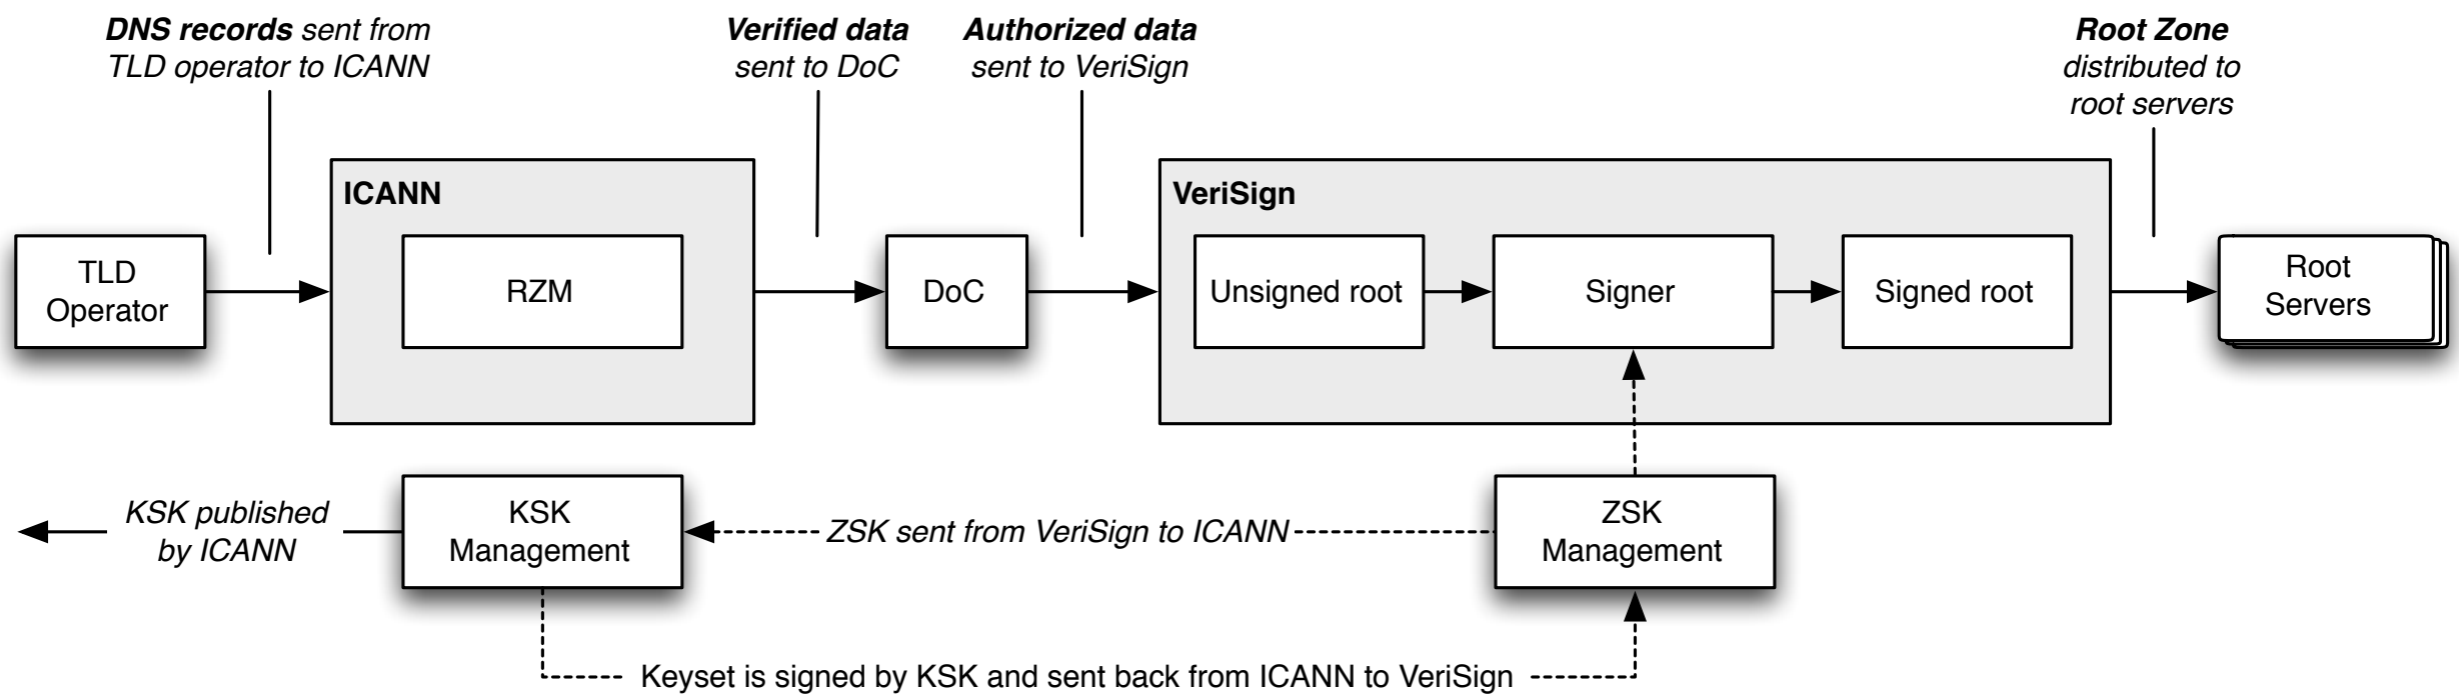 DNS records sent from
TLD operator to ICANN
Verified data
sent to DoC
Authorized data
sent to VeriSign
Root Zone
distributed to
root servers
ICANN
VeriSign
TLD
Operator
RZM
DoC
Unsigned root
Signer
Signed root
Root
Servers
KSK published
by ICANN
KSK
Management
ZSK sent from VeriSign to ICANN
ZSK
Management
Keyset is signed by KSK and sent back from ICANN to VeriSign